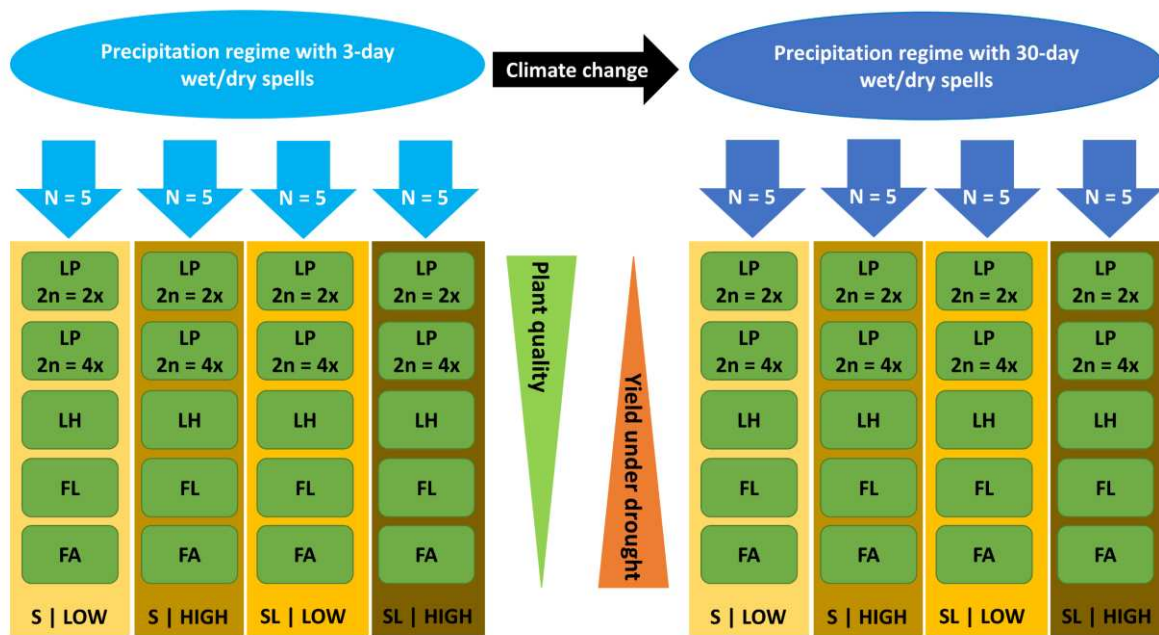 Precipitation regime with 3-day
wet/dry spells
Climate change
Precipitation regime with 30-day
wet/dry spells
N = 5
N = 5
N = 5
N = 5
N = 5
N = 5
N = 5
N = 5
LP
2n = 2x
LP
2n = 2x
LP
2n = 2x
LP
2n = 2x
LP
2n = 4x
LP
2n = 4x
LP
2n = 4x
LP
2n = 4x
LH
LH
LH
LH
FL
FL
FL
FL
FA
FA
FA
FA
S | LOW
S | HIGH
SL | LOW
SL | HIGH
Plant quality
Yield under drought
LP
2n = 2x
LP
2n = 2x
LP
2n = 2x
LP
2n = 2x
LP
2n = 4x
LP
2n = 4x
LP
2n = 4x
LP
2n = 4x
LH
LH
LH
LH
FL
FL
FL
FL
FA
FA
FA
FA
S | LOW
S | HIGH
SL | LOW
SL | HIGH